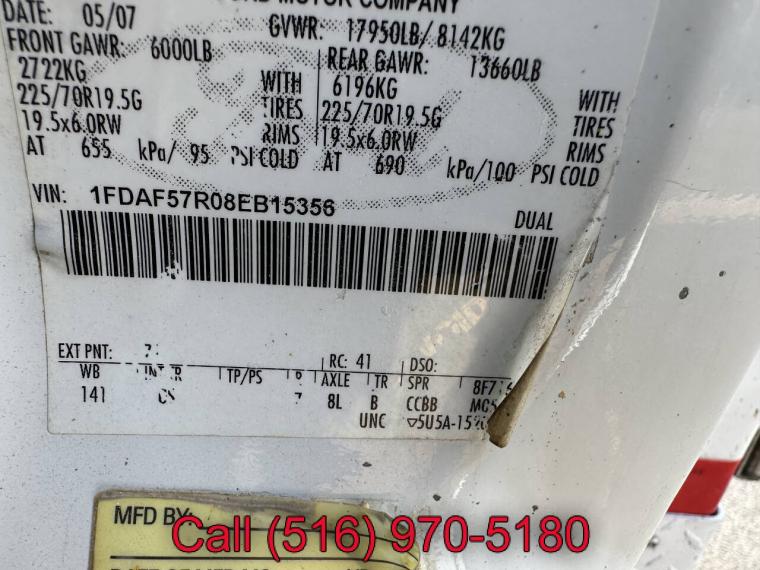 DATE: 05/07
MOTOR COMPANY
GVWR: 17950LB/ 8142KG
FRONT GAWR: 6000LB
2722KG
WITH
225/70R19.5G TIRES
19.5x6.0RW RIMS
AT 655 kPa/ 95 PSI COLD
REAR GAWR: 13660LB
6196KG
WITH
225/70R19.5G TIRES
19.5x6.0RW RIMS
AT 690 kPa/100 PSI COLD
VIN: 1FDAF57R08EB15356
DUAL
EXT PNT: RC: 41 DSO:
WB TP/PS AXLE TR SPR
141 8L B CCBB
UNC
MFD BY:
Call (516) 970-5180